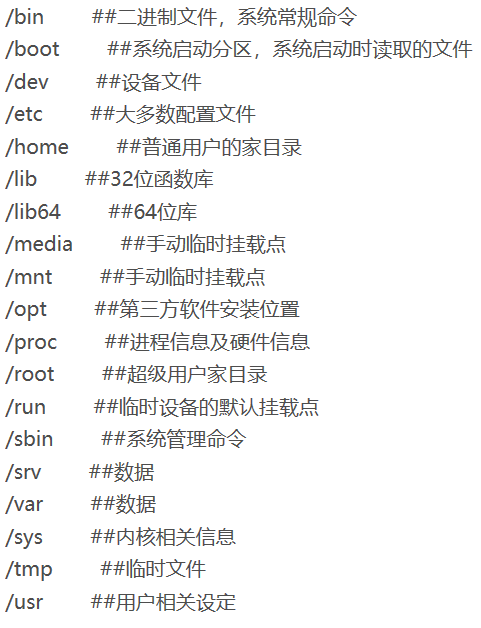 /bin ##二进制文件，系统常规命令
/boot ##系统启动分区，系统启动时读取的文件
/dev ##设备文件
/etc ##大多数配置文件
/home ##普通用户的家目录
/lib ##32位函数库
/lib64 ##64位库
/media ##手动临时挂载点
/mnt ##手动临时挂载点
/opt ##第三方软件安装位置
/proc ##进程信息及硬件信息
/root ##超级用户家目录
/run ##临时设备的默认挂载点
/sbin ##系统管理命令
/srv ##数据
/var ##数据
/sys ##内核相关信息
/tmp ##临时文件
/usr ##用户相关设定